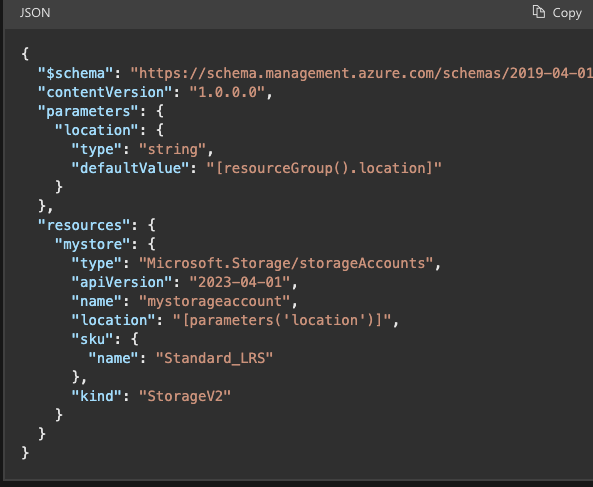 JSON
Copy
{
  "$schema": "https://schema.management.azure.com/schemas/2019-04-01
  "contentVersion": "1.0.0.0",
  "parameters": {
    "location": {
      "type": "string",
      "defaultValue": "[resourceGroup().location]"
    }
  },
  "resources": {
    "mystore": {
      "type": "Microsoft.Storage/storageAccounts",
      "apiVersion": "2023-04-01",
      "name": "mystorageaccount",
      "location": "[parameters('location')]",
      "sku": {
        "name": "Standard_LRS"
      },
      "kind": "StorageV2"
    }
  }
}